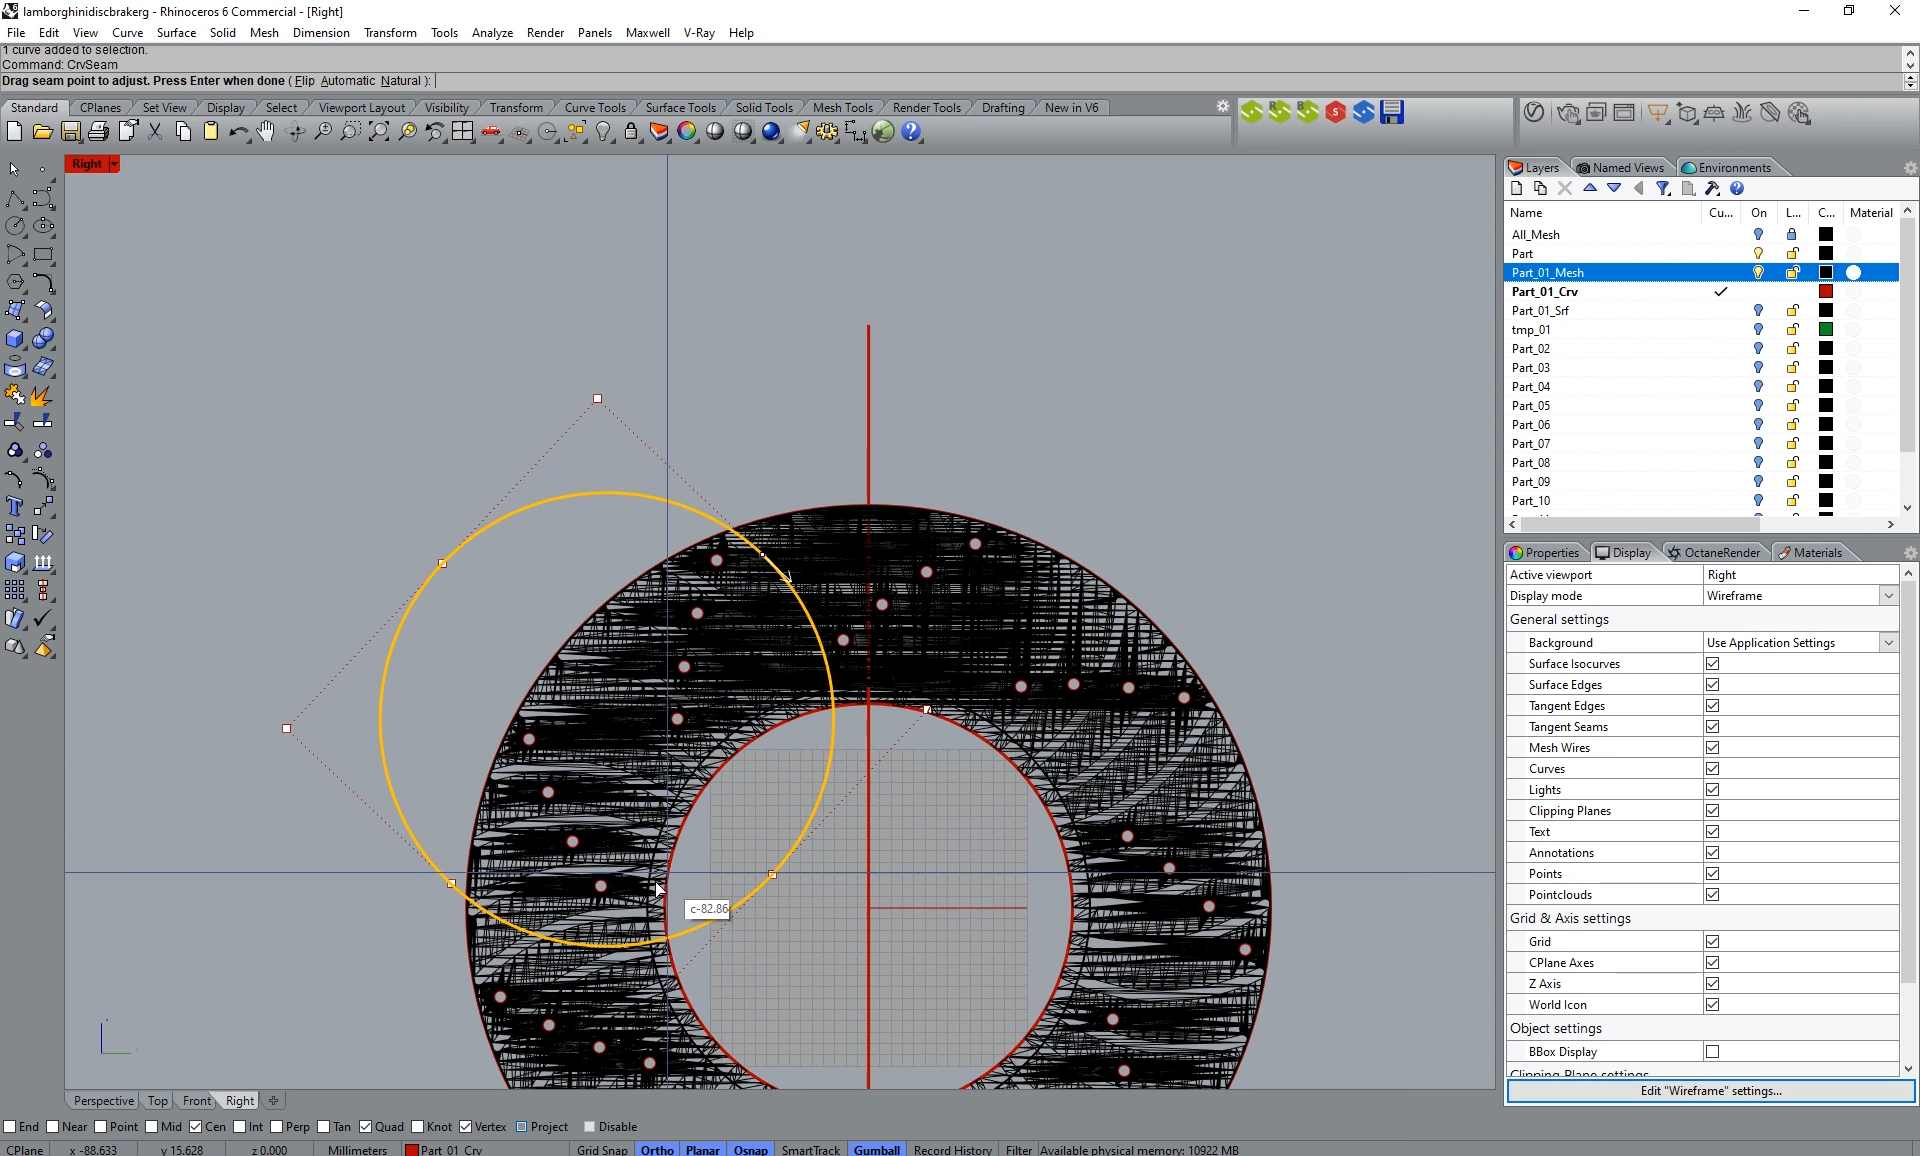 lamborghinidiscbrakerg - Rhinoceros 6 Commercial - [Right]
File Edit View Curve Surface Solid Mesh Dimension Transform Tools Analyze Render Panels Maxwell V-Ray Help
1 curve added to selection.
Command: CrvSeam
Drag seam point to adjust. Press Enter when done ( Flip Automatic Natural ):
Standard CPlanes Set View Display Select Viewport Layout Visibility Transform Curve Tools Surface Tools Solid Tools Mesh Tools Render Tools Drafting New in V6
Right
c-82.86
Layers Named Views Environments
Name Cu... On L... C... Material
All_Mesh
Part
Part_01_Mesh
Part_01_Crv
Part_01_Srf
tmp_01
Part_02
Part_03
Part_04
Part_05
Part_06
Part_07
Part_08
Part_09
Part_10
Properties Display OctaneRender Materials
Active viewport Right
Display mode Wireframe
General settings
Background Use Application Settings
Surface Isocurves
Surface Edges
Tangent Edges
Tangent Seams
Mesh Wires
Curves
Lights
Clipping Planes
Text
Annotations
Points
Pointclouds
Grid & Axis settings
Grid
CPlane Axes
Z Axis
World Icon
Object settings
BBox Display
Clipping Plane settings
Edit "Wireframe" settings...
Perspective Top Front Right
End Near Point Mid Cen Int Perp Tan Quad Knot Vertex Project Disable
CPlane x -88.633 y 15.628 z 0.000 Millimeters Part_01_Crv Grid Snap Ortho Planar Osnap SmartTrack Gumball Record History Filter Available physical memory: 10922 MB